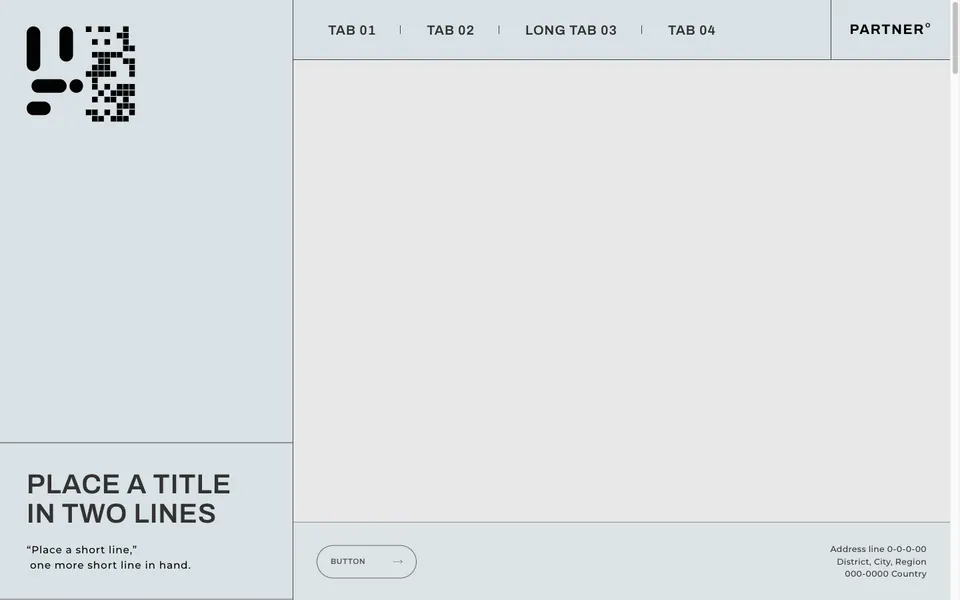 TAB 01
TAB 02
LONG TAB 03
TAB 04
PARTNER°
PLACE A TITLE
IN TWO LINES
“Place a short line,”
one more short line in hand.
BUTTON →
Address line 0-0-0-00
District, City, Region
000-0000 Country